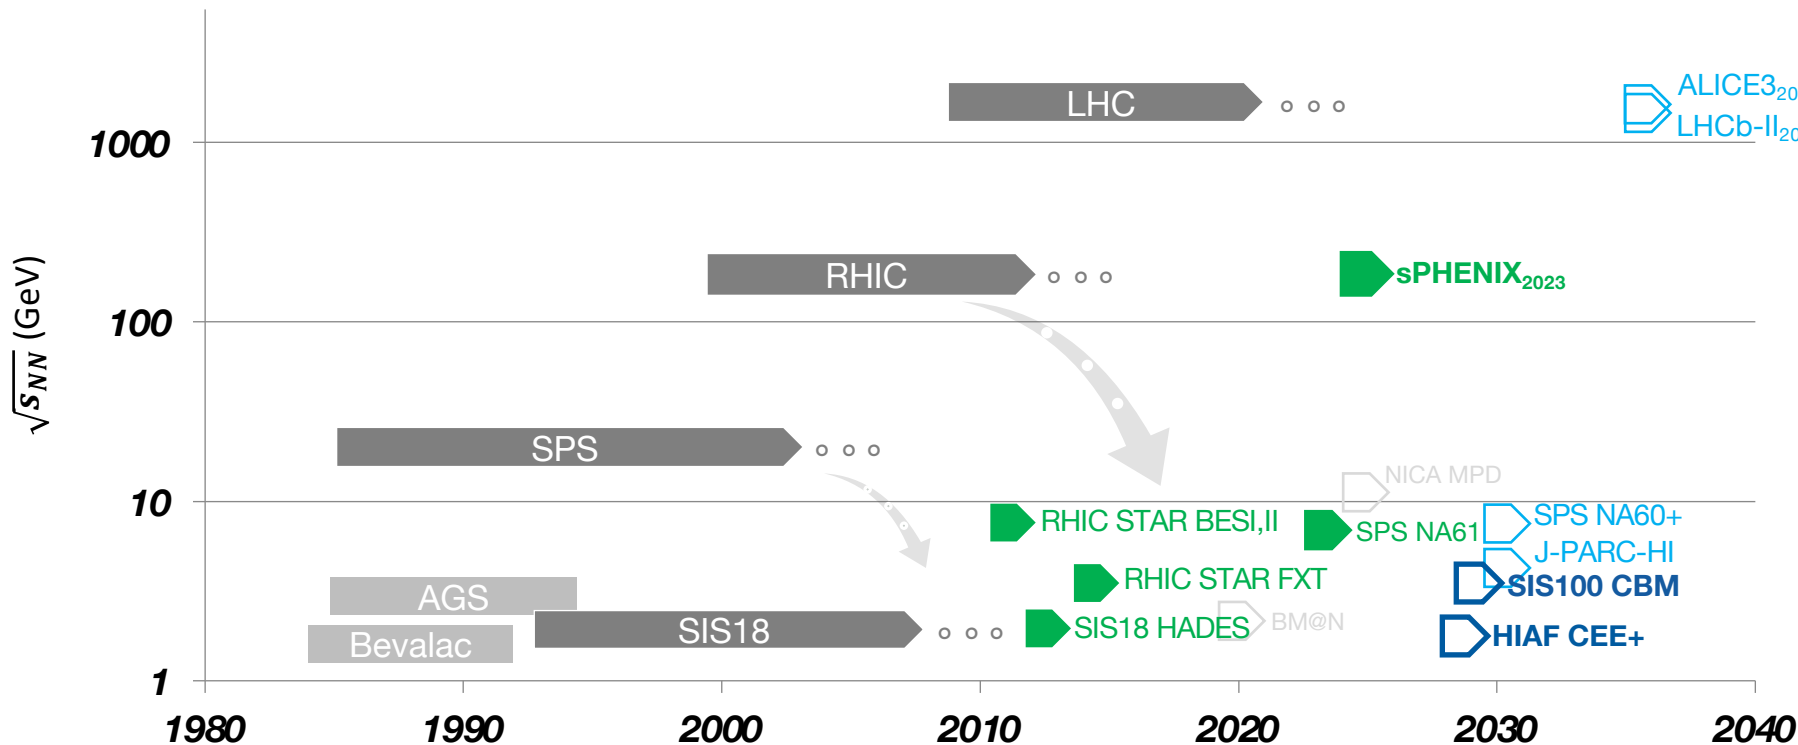 LHC
ALICE3₂₀
LHCb-II₂₀
1000
RHIC
sPHENIX₂₀₂₃
100
√sNN (GeV)
SPS
NICA MPD
10
RHIC STAR BESI,II
SPS NA61
SPS NA60+
J-PARC-HI
RHIC STAR FXT
SIS100 CBM
AGS
SIS18
SIS18 HADES
BM@N
HIAF CEE+
Bevalac
1
1980 1990 2000 2010 2020 2030 2040